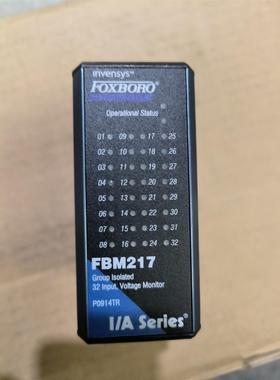 invensys™
FOXBORO®
Operational Status
01 09 17 25
02 10 18 26
03 11 19 27
04 12 20 28
05 13 21 29
06 14 22 30
07 15 23 31
08 16 24 32
FBM217
Group Isolated
32 Input, Voltage Monitor
P0914TR
I/A Series®